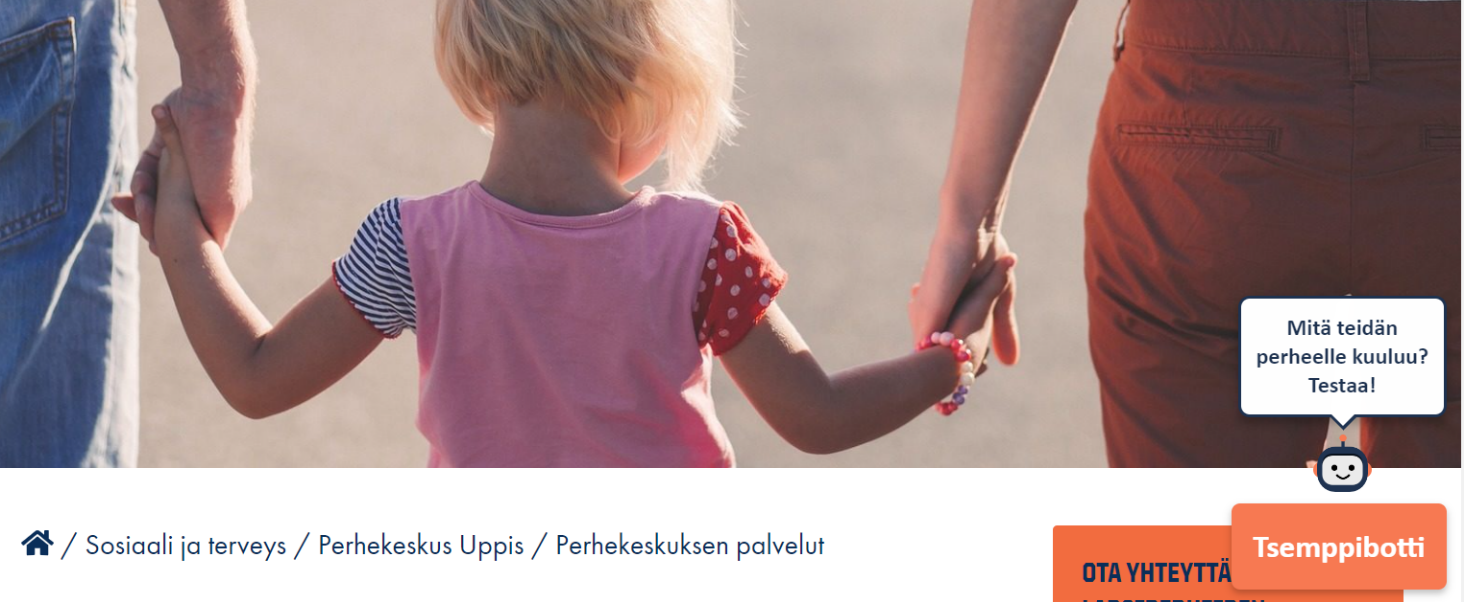 Mitä teidän
perheelle kuuluu?
Testaa!
/ Sosiaali ja terveys / Perhekeskus Uppis / Perhekeskuksen palvelut
Tsemppibotti
OTA YHTEYTTÄ